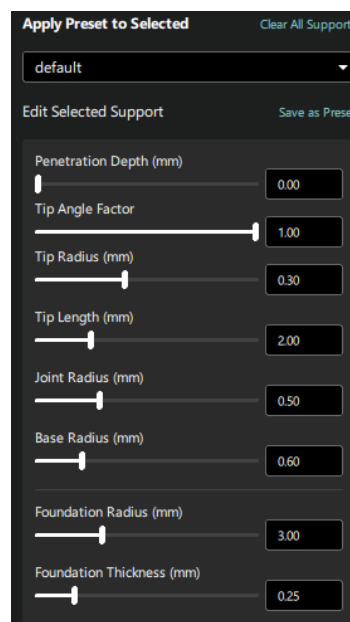 Apply Preset to Selected Clear All Support
default
Edit Selected Support Save as Prese
Penetration Depth (mm)
0.00
Tip Angle Factor
1.00
Tip Radius (mm)
0.30
Tip Length (mm)
2.00
Joint Radius (mm)
0.50
Base Radius (mm)
0.60
Foundation Radius (mm)
3.00
Foundation Thickness (mm)
0.25